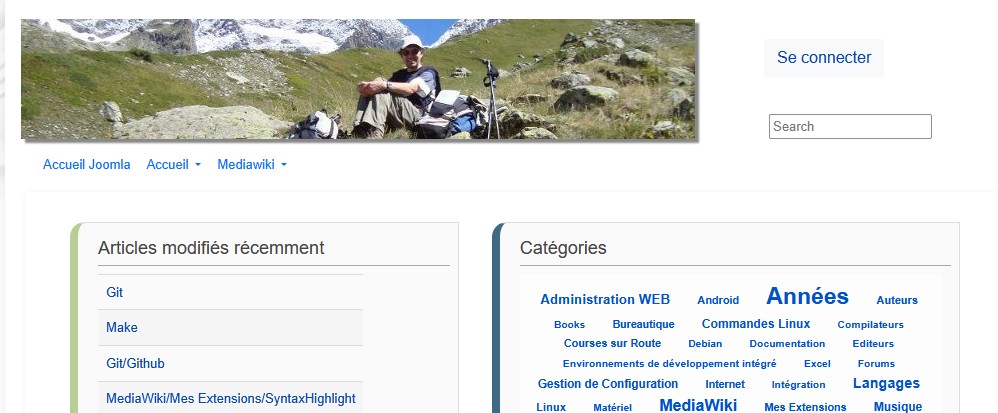 Se connecter
Search
Accueil Joomla Accueil Mediawiki
Articles modifiés récemment
Git
Make
Git/Github
MediaWiki/Mes Extensions/SyntaxHighlight
Catégories
Administration WEB Android Années Auteurs
Books Bureautique Commandes Linux Compilateurs
Courses sur Route Debian Documentation Editeurs
Environnements de développement intégré Excel Forums
Gestion de Configuration Internet Intégration Langages
Linux Matériel MediaWiki Mes Extensions Musique